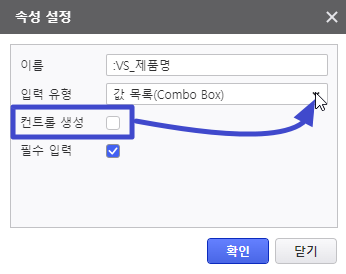 속성 설정
이름
:VS_제품명
입력 유형
값 목록(Combo Box)
컨트롤 생성
필수 입력
확인
닫기